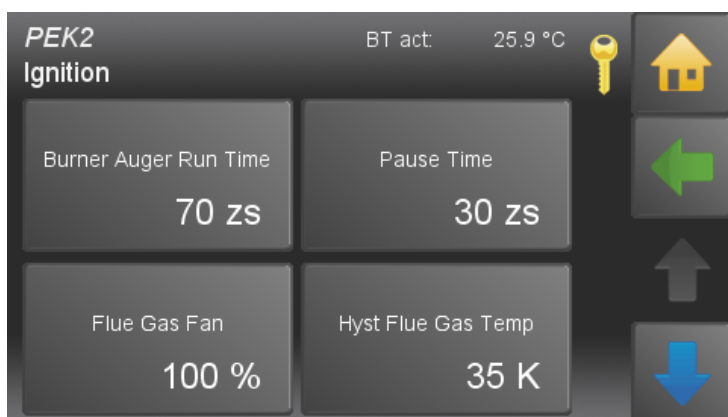 PEK2
BT act: 25.9 °C
Ignition
Burner Auger Run Time
70 zs
Pause Time
30 zs
Flue Gas Fan
100 %
Hyst Flue Gas Temp
35 K